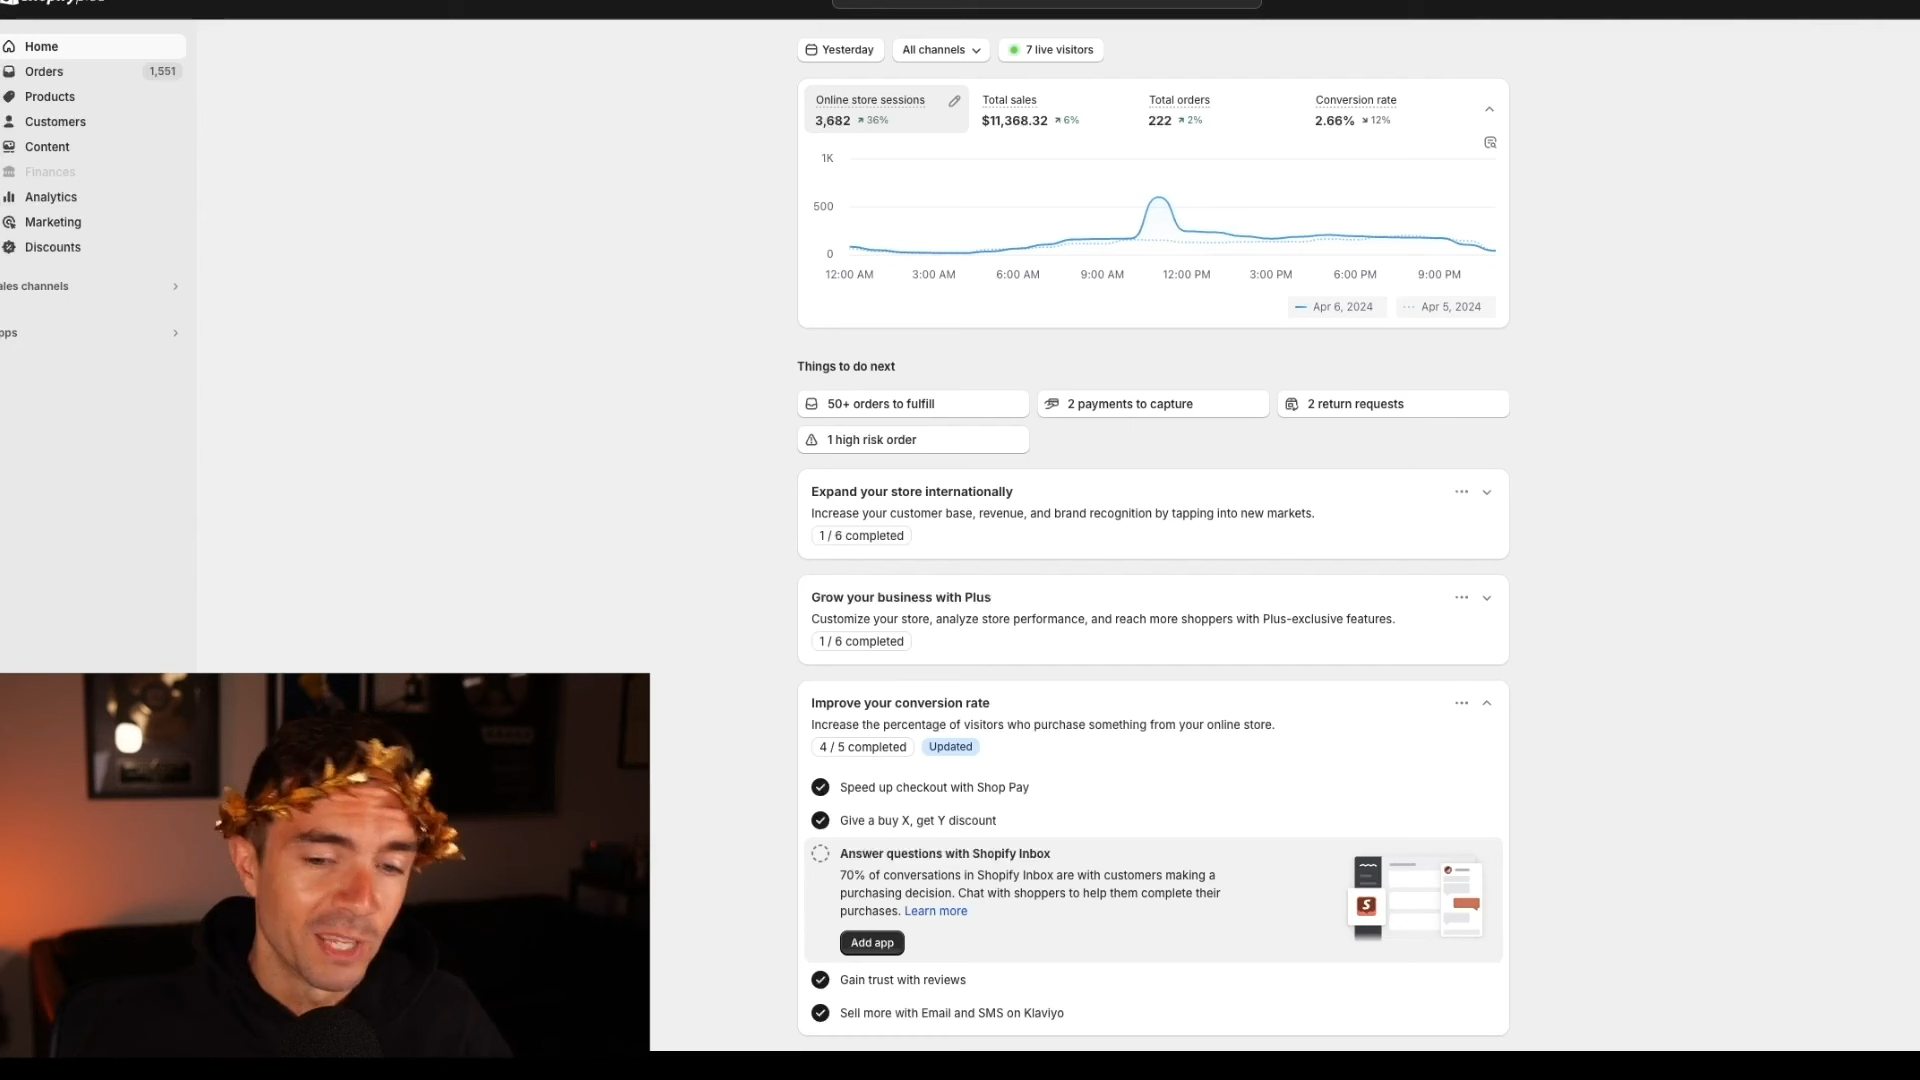 Home
Orders 1,551
Products
Customers
Content
Finances
Analytics
Marketing
Discounts
ales channels
pps
Yesterday
All channels
7 live visitors
Online store sessions
3,682 36%
Total sales
$11,368.32 6%
Total orders
222 2%
Conversion rate
2.66% 12%
1K
500
0
12:00 AM 3:00 AM 6:00 AM 9:00 AM 12:00 PM 3:00 PM 6:00 PM 9:00 PM
Apr 6, 2024 Apr 5, 2024
Things to do next
50+ orders to fulfill
2 payments to capture
2 return requests
1 high risk order
Expand your store internationally
Increase your customer base, revenue, and brand recognition by tapping into new markets.
1 / 6 completed
Grow your business with Plus
Customize your store, analyze store performance, and reach more shoppers with Plus-exclusive features.
1 / 6 completed
Improve your conversion rate
Increase the percentage of visitors who purchase something from your online store.
4 / 5 completed Updated
Speed up checkout with Shop Pay
Give a buy X, get Y discount
Answer questions with Shopify Inbox
70% of conversations in Shopify Inbox are with customers making a
purchasing decision. Chat with shoppers to help them complete their
purchases. Learn more
Add app
Gain trust with reviews
Sell more with Email and SMS on Klaviyo